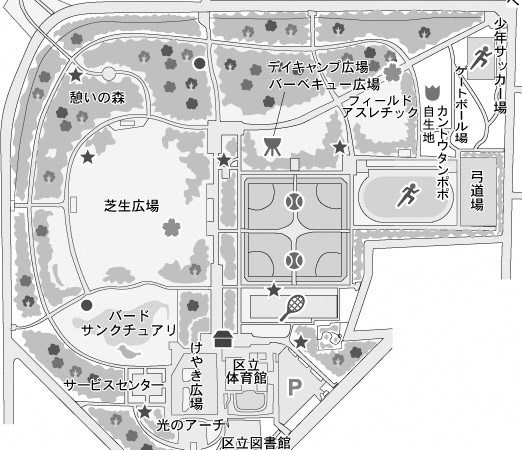 少年サッカー場
ゲートボール場
デイキャンプ広場
バーベキュー広場
憩いの森
フィールド
アスレチック
カントウタンポポ
自生地
弓道場
芝生広場
バード
サンクチュアリ
けやき広場
区立
体育館
P
サービスセンター
光のアーチ
区立図書館